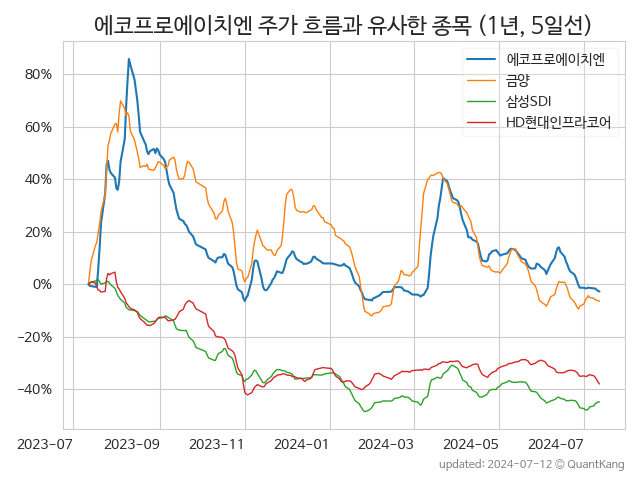 에코프로에이치엔 주가 흐름과 유사한 종목 (1년, 5일선)
에코프로에이치엔
금양
삼성SDI
HD현대인프라코어
80%
60%
40%
20%
0%
−20%
−40%
2023-07 2023-09 2023-11 2024-01 2024-03 2024-05 2024-07
updated: 2024-07-12 © QuantKang